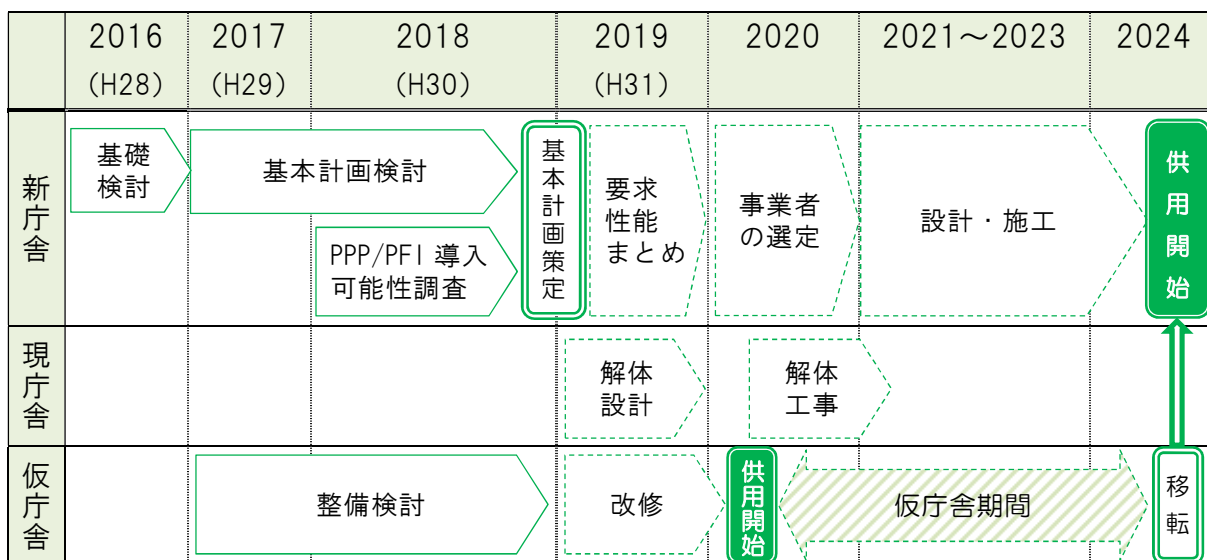 2016 2017 2018 2019 2020 2021～2023 2024
(H28) (H29) (H30) (H31)
新庁舎
基礎
検討
基本計画検討
PPP/PFI 導入
可能性調査
基本計画策定
要求
性能
まとめ
事業者
の選定
設計・施工
供用開始
現庁舎
解体
設計
解体
工事
仮庁舎
整備検討
改修
供用開始
仮庁舎期間
移転